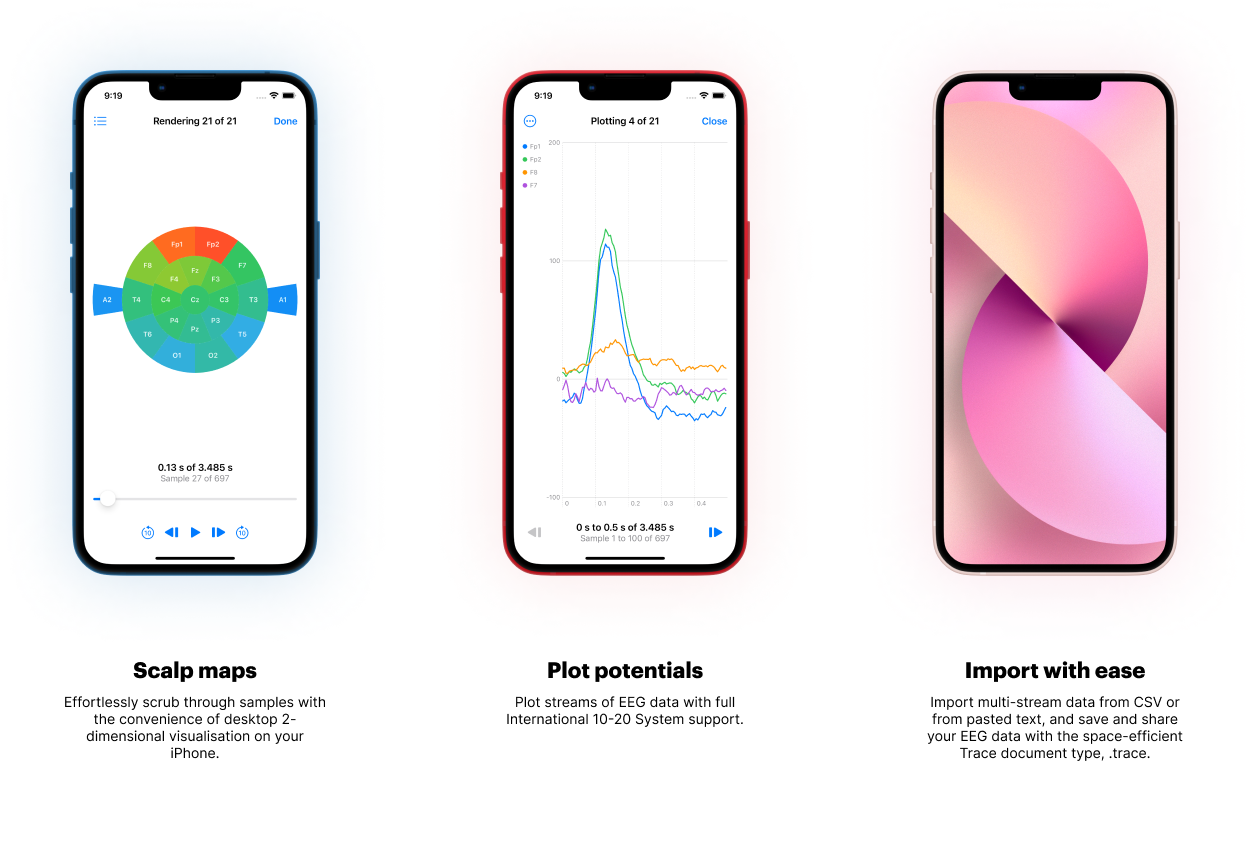 9:19
Rendering 21 of 21
Done
Fp1
Fp2
F8
Fz
F7
F4
F3
A2
T4
C4
Cz
C3
T3
A1
P4
P3
T6
Pz
T5
O1
O2
0.13 s of 3.485 s
Sample 27 of 697
10
10
9:19
Plotting 4 of 21
Close
Fp1
Fp2
F8
F7
200
100
0
-100
0
0.1
0.2
0.3
0.4
0 s to 0.5 s of 3.485 s
Sample 1 to 100 of 697
Scalp maps
Effortlessly scrub through samples with
the convenience of desktop 2-
dimensional visualisation on your
iPhone.
Plot potentials
Plot streams of EEG data with full
International 10-20 System support.
Import with ease
Import multi-stream data from CSV or
from pasted text, and save and share
your EEG data with the space-efficient
Trace document type, .trace.